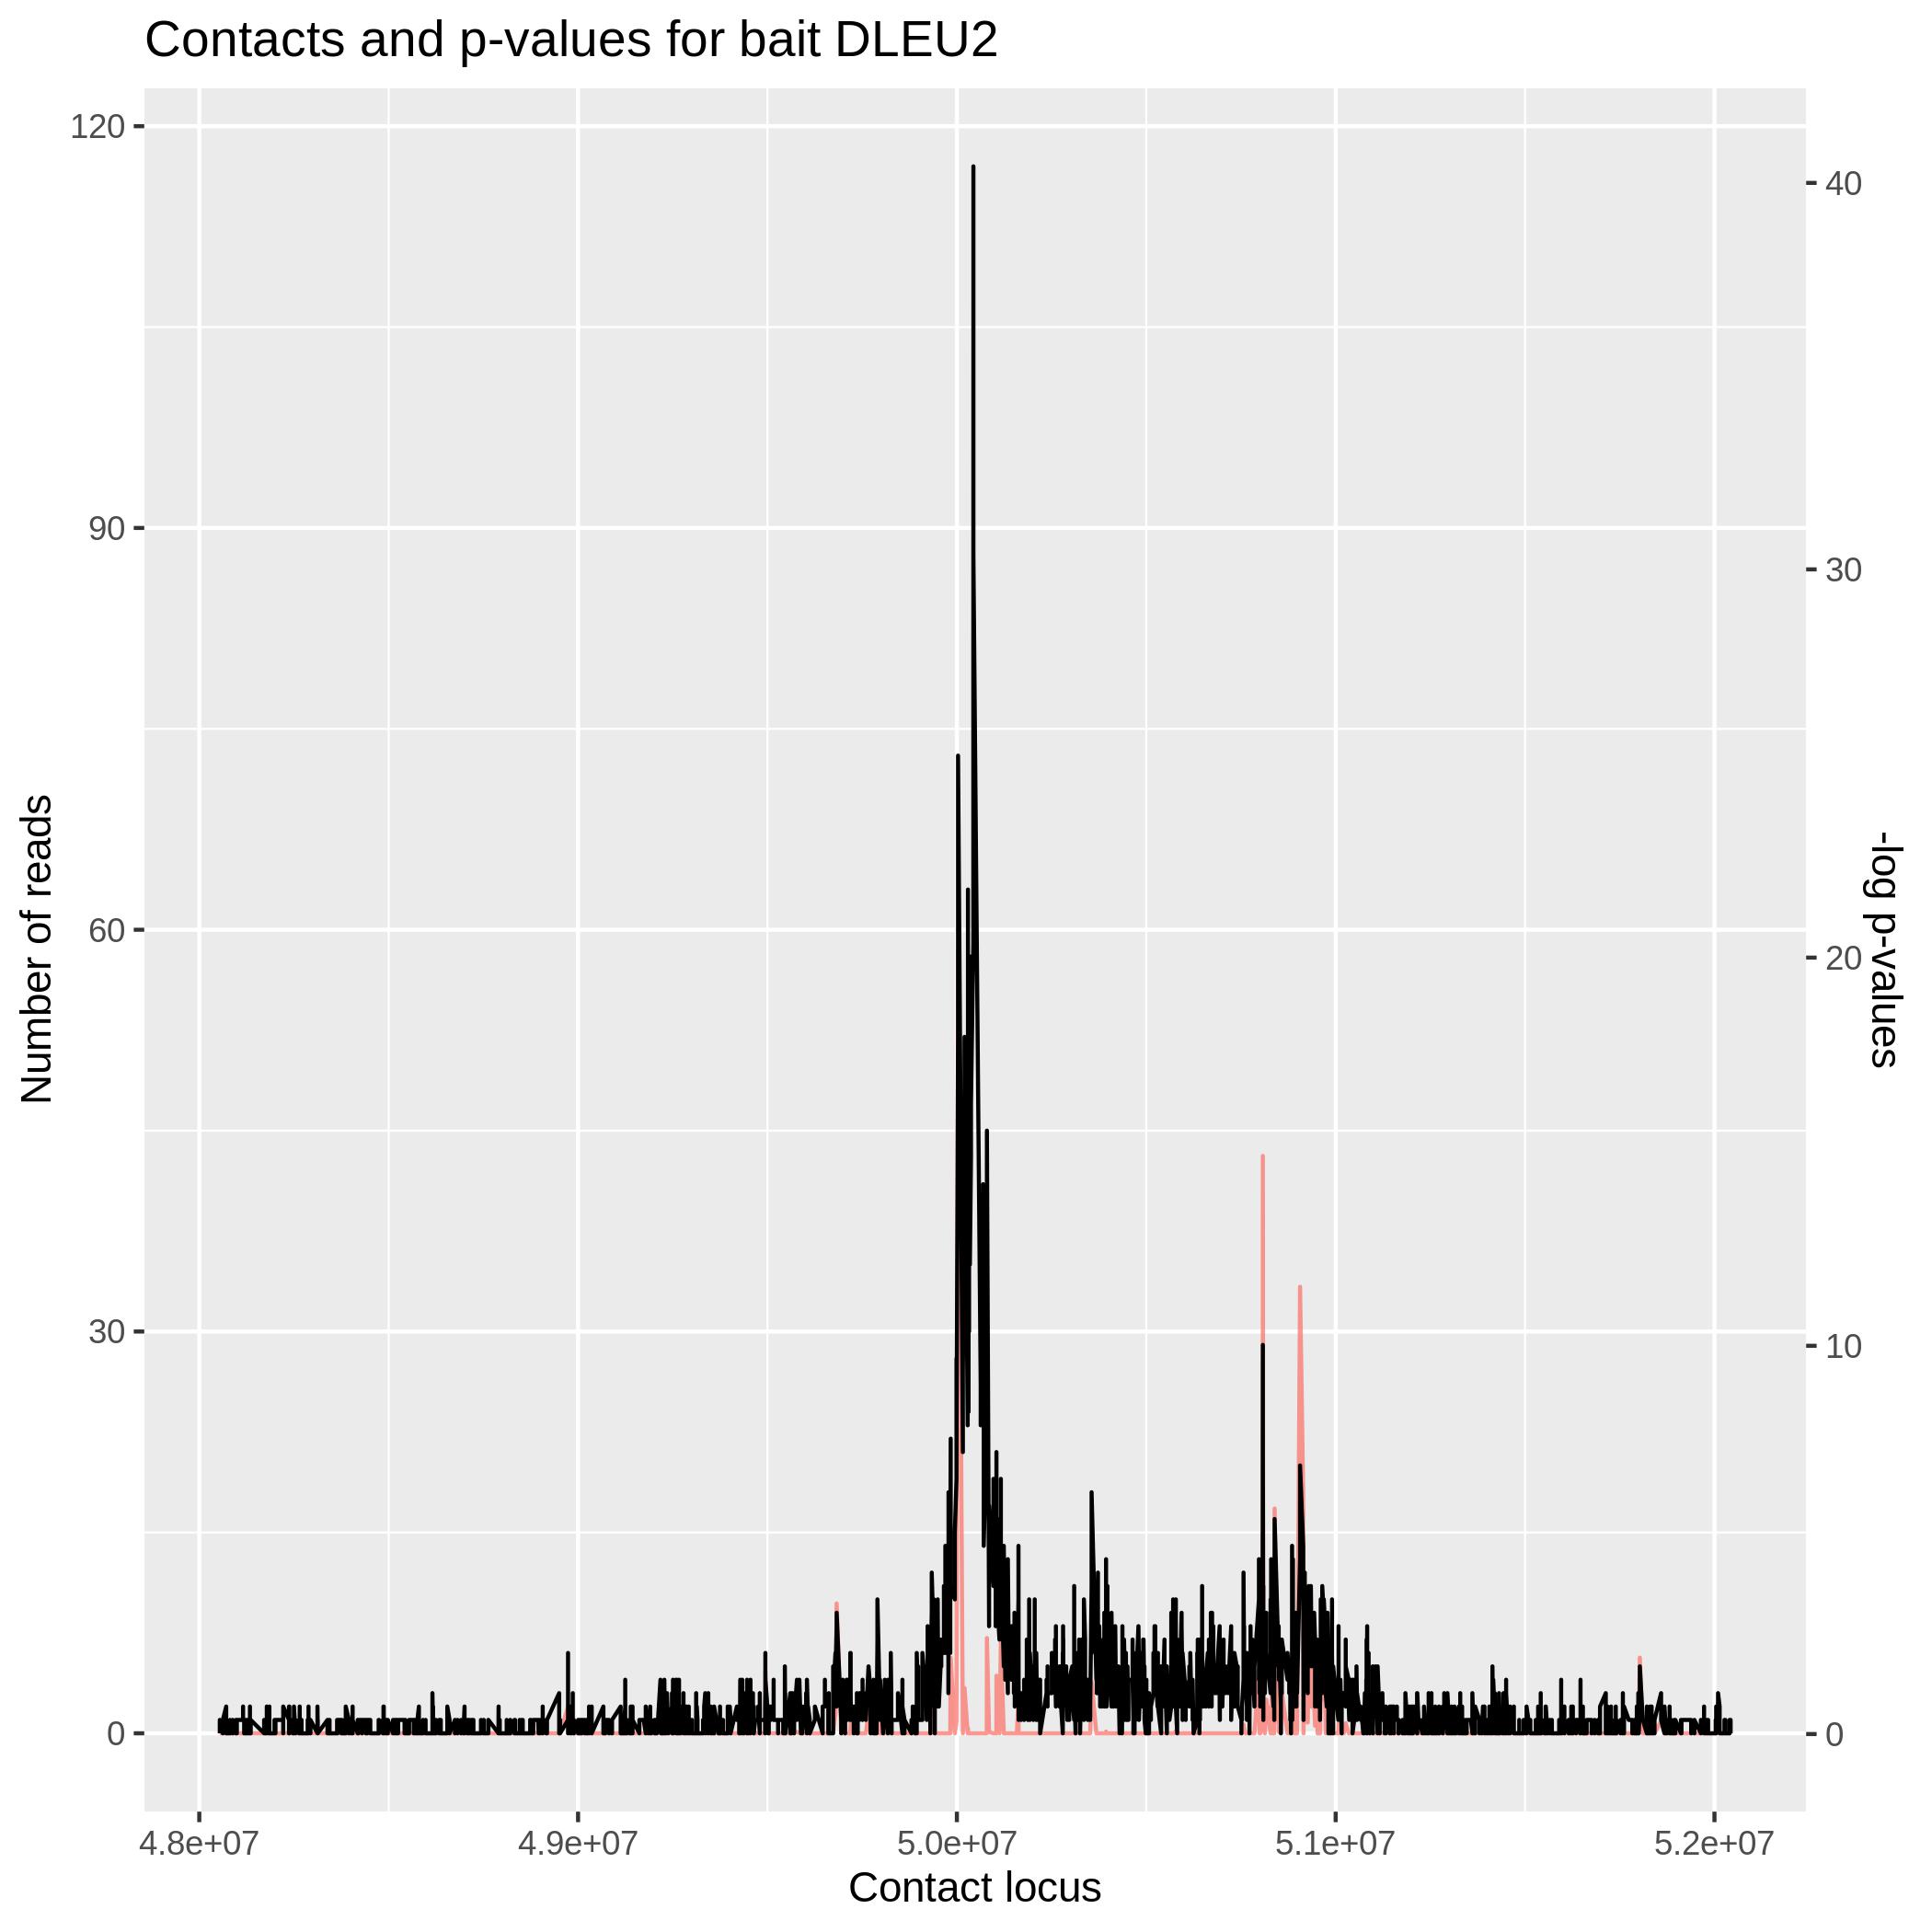 Contacts and p-values for bait DLEU2
120
90
60
30
0
Number of reads
40
30
20
10
0
-log p-values
4.8e+07
4.9e+07
5.0e+07
5.1e+07
5.2e+07
Contact locus